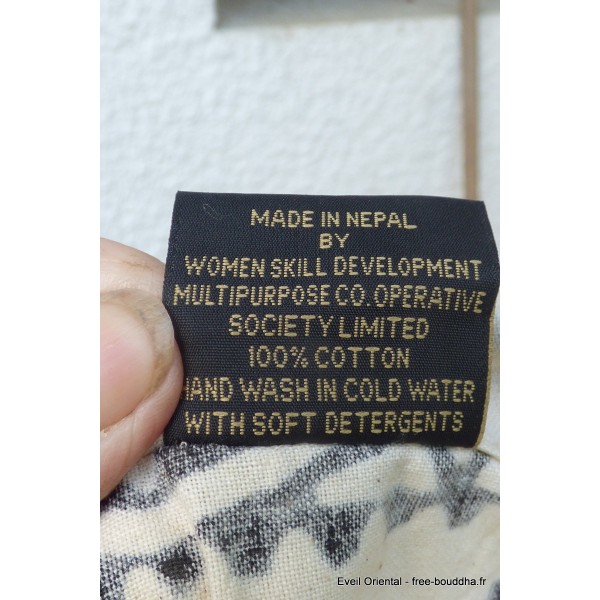 MADE IN NEPAL
BY
WOMEN SKILL DEVELOPMENT
MULTIPURPOSE CO.OPERATIVE
SOCIETY LIMITED
100% COTTON
HAND WASH IN COLD WATER
WITH SOFT DETERGENTS
Eveil Oriental - free-bouddha.fr